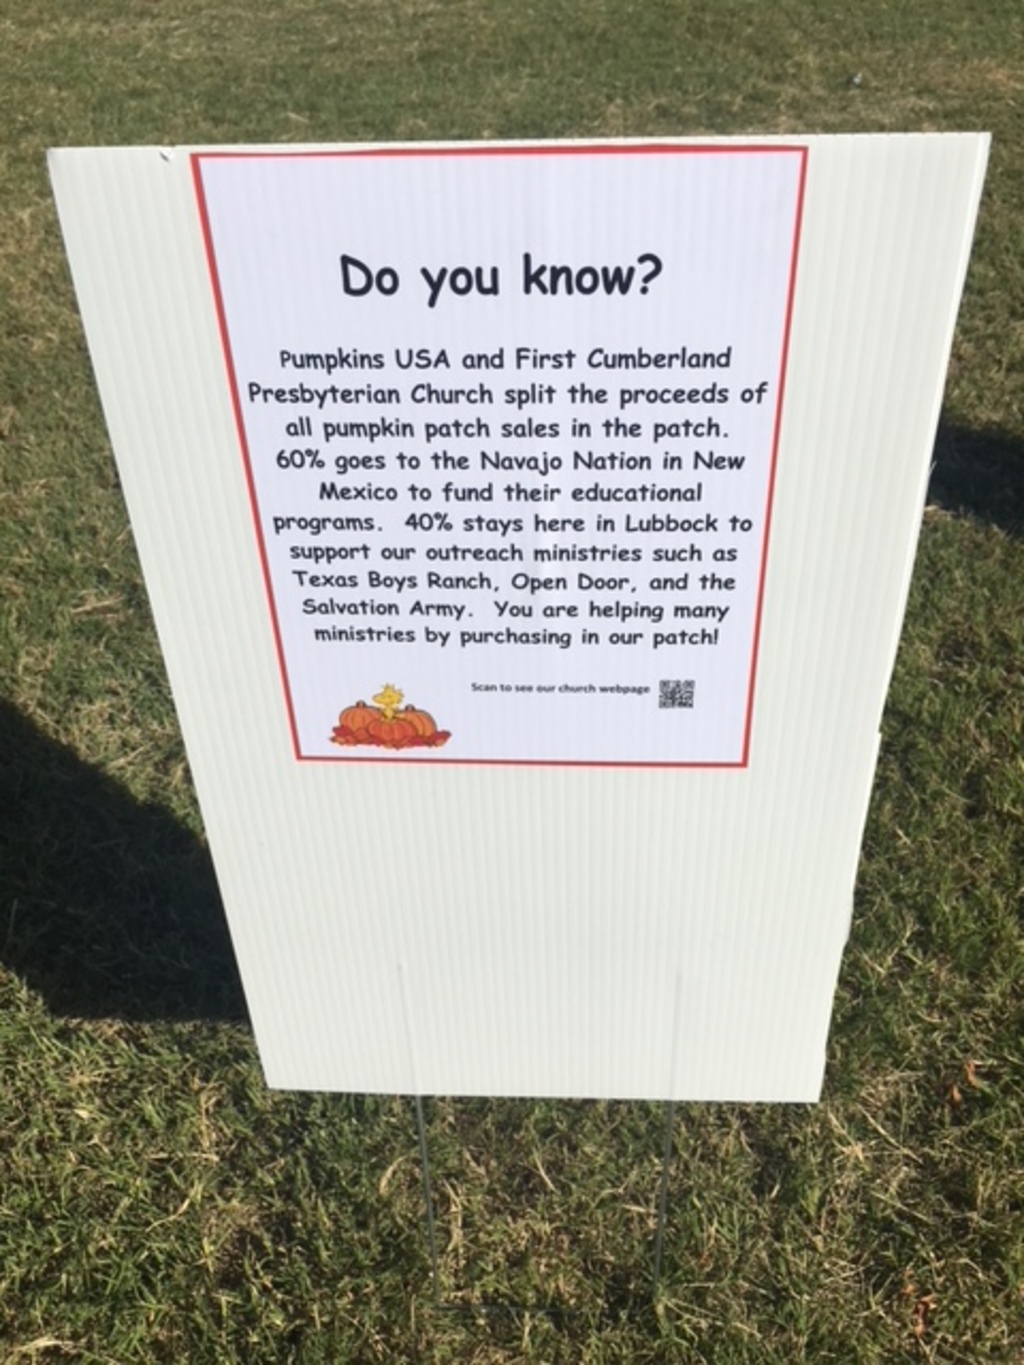 Do you know?
Pumpkins USA and First Cumberland
Presbyterian Church split the proceeds of
all pumpkin patch sales in the patch.
60% goes to the Navajo Nation in New
Mexico to fund their educational
programs. 40% stays here in Lubbock to
support our outreach ministries such as
Texas Boys Ranch, Open Door, and the
Salvation Army. You are helping many
ministries by purchasing in our patch!
Scan to see our church webpage